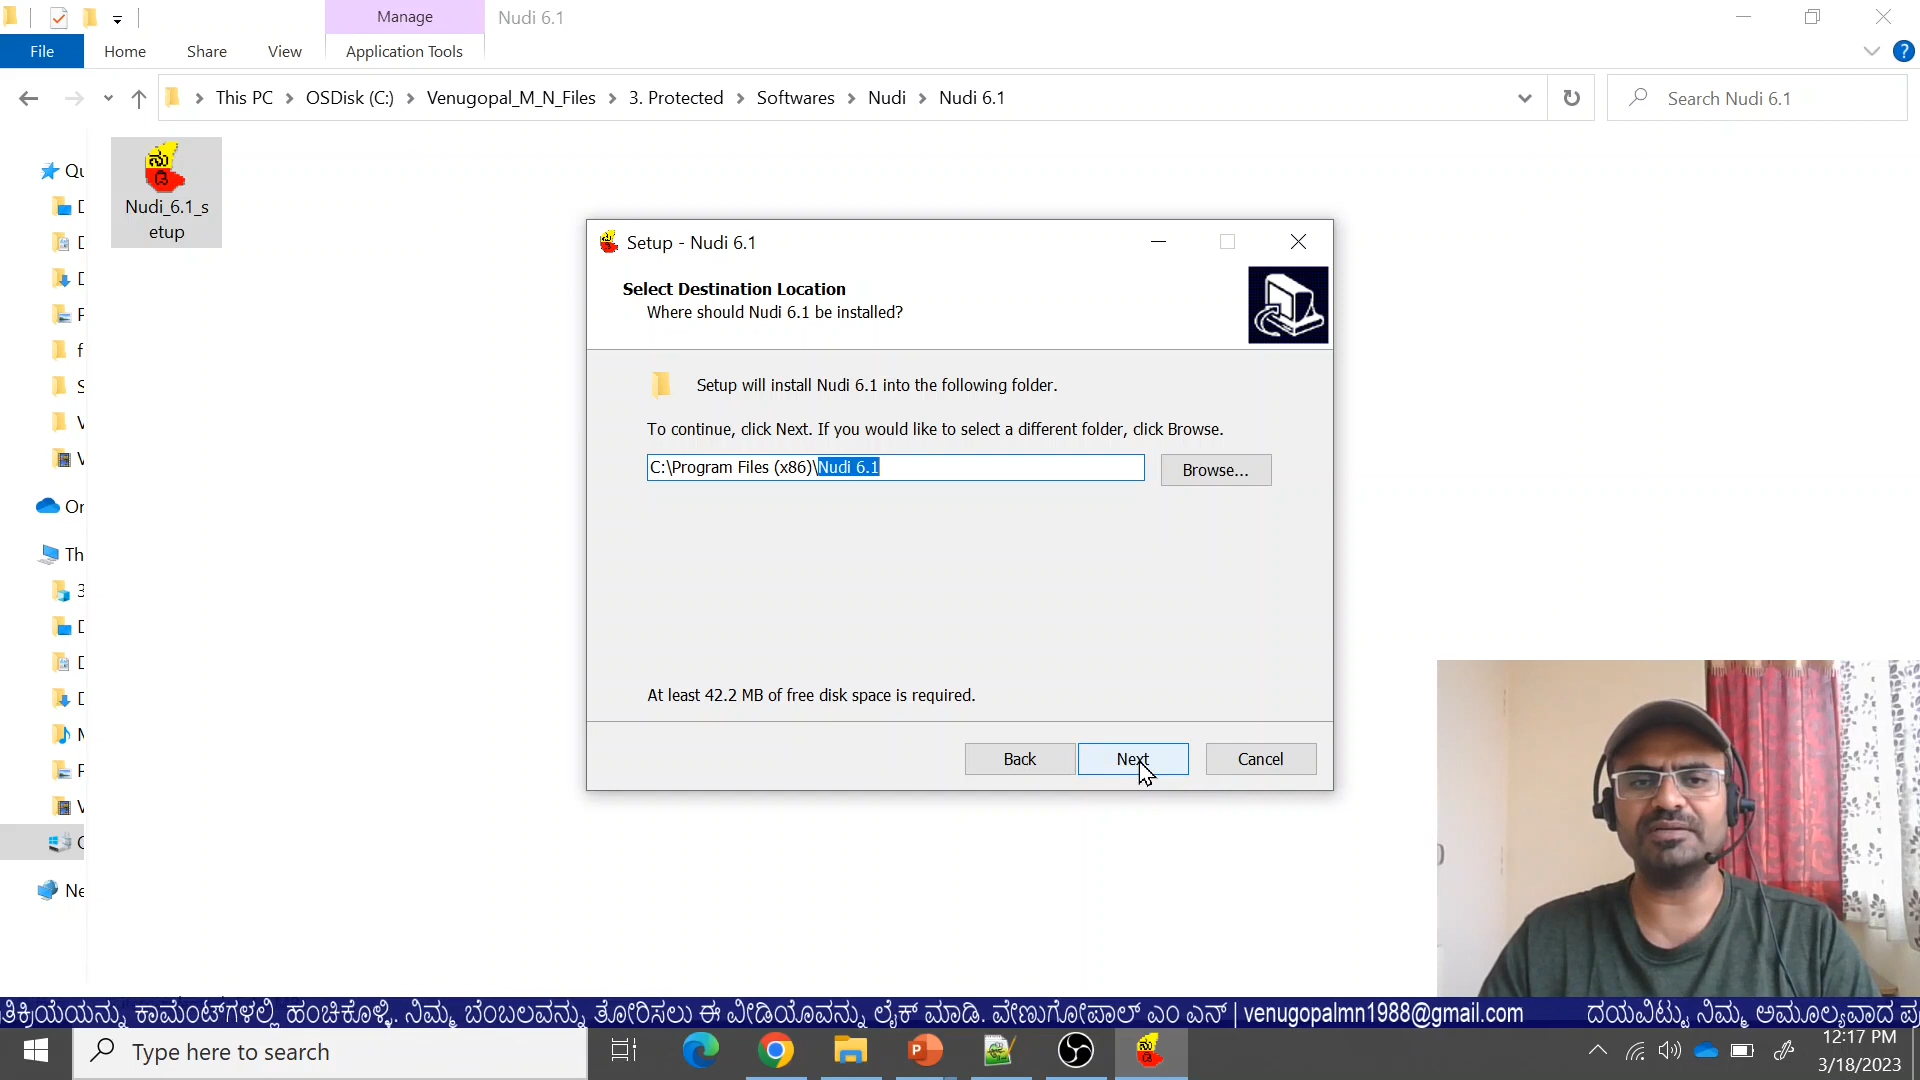 Manage
Nudi 6.1
File
Home
Share
View
Application Tools
This PC
OSDisk (C:)
Venugopal_M_N_Files
3. Protected
Softwares
Nudi
Nudi 6.1
Search Nudi 6.1
Nudi_6.1_s
etup
ನುಡಿ
Setup - Nudi 6.1
Select Destination Location
Where should Nudi 6.1 be installed?
Setup will install Nudi 6.1 into the following folder.
To continue, click Next. If you would like to select a different folder, click Browse.
C:\Program Files (x86)\Nudi 6.1
Browse...
At least 42.2 MB of free disk space is required.
Back
Next
Cancel
ಕಾಮೆಂಟ್‌ಗಳಲ್ಲಿ ಹಂಚಿಕೊಳ್ಳಿ. ನಿಮ್ಮ ಬೆಂಬಲವನ್ನು ತೋರಿಸಲು ಈ ವೀಡಿಯೊವನ್ನು ಲೈಕ್ ಮಾಡಿ. ವೇಣುಗೋಪಾಲ್ ಎಂ ಎನ್ | venugopalmn1988@gmail.com ದಯವಿಟ್ಟು ನಿಮ್ಮ ಅಮೂಲ್ಯವಾದ
Type here to search
12:17 PM
3/18/2023